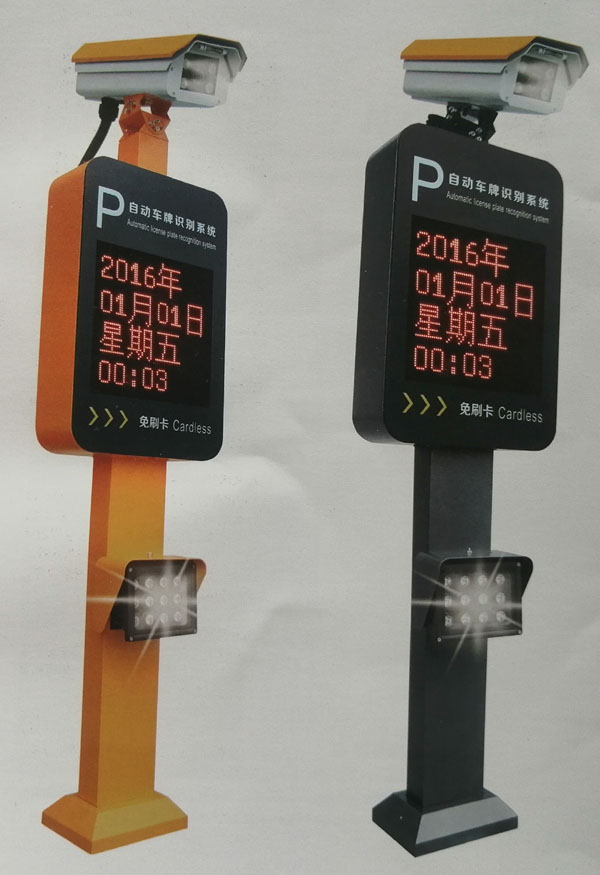 P 自动车牌识别系统
Automatic license plate recognition system
2016年
01月01日
星期五
00:03
免刷卡 Cardless
P 自动车牌识别系统
Automatic license plate recognition system
2016年
01月01日
星期五
00:03
免刷卡 Cardless